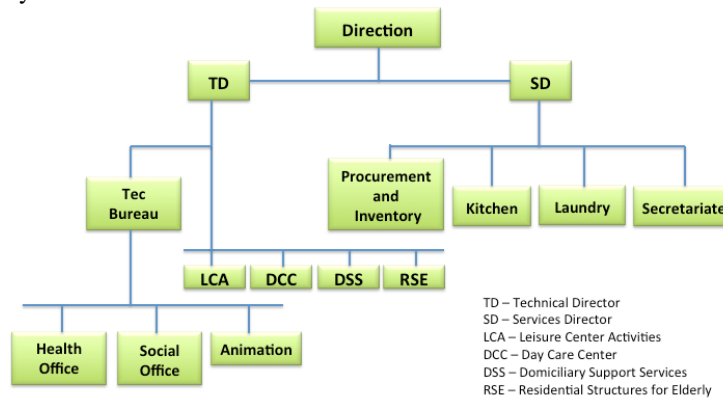 Direction
TD
SD
Tec
Bureau
Procurement
and
Inventory
Kitchen
Laundry
Secretariate
LCA
DCC
DSS
RSE
Health
Office
Social
Office
Animation
TD – Technical Director
SD – Services Director
LCA – Leisure Center Activities
DCC – Day Care Center
DSS – Domiciliary Support Services
RSE – Residential Structures for Elderly